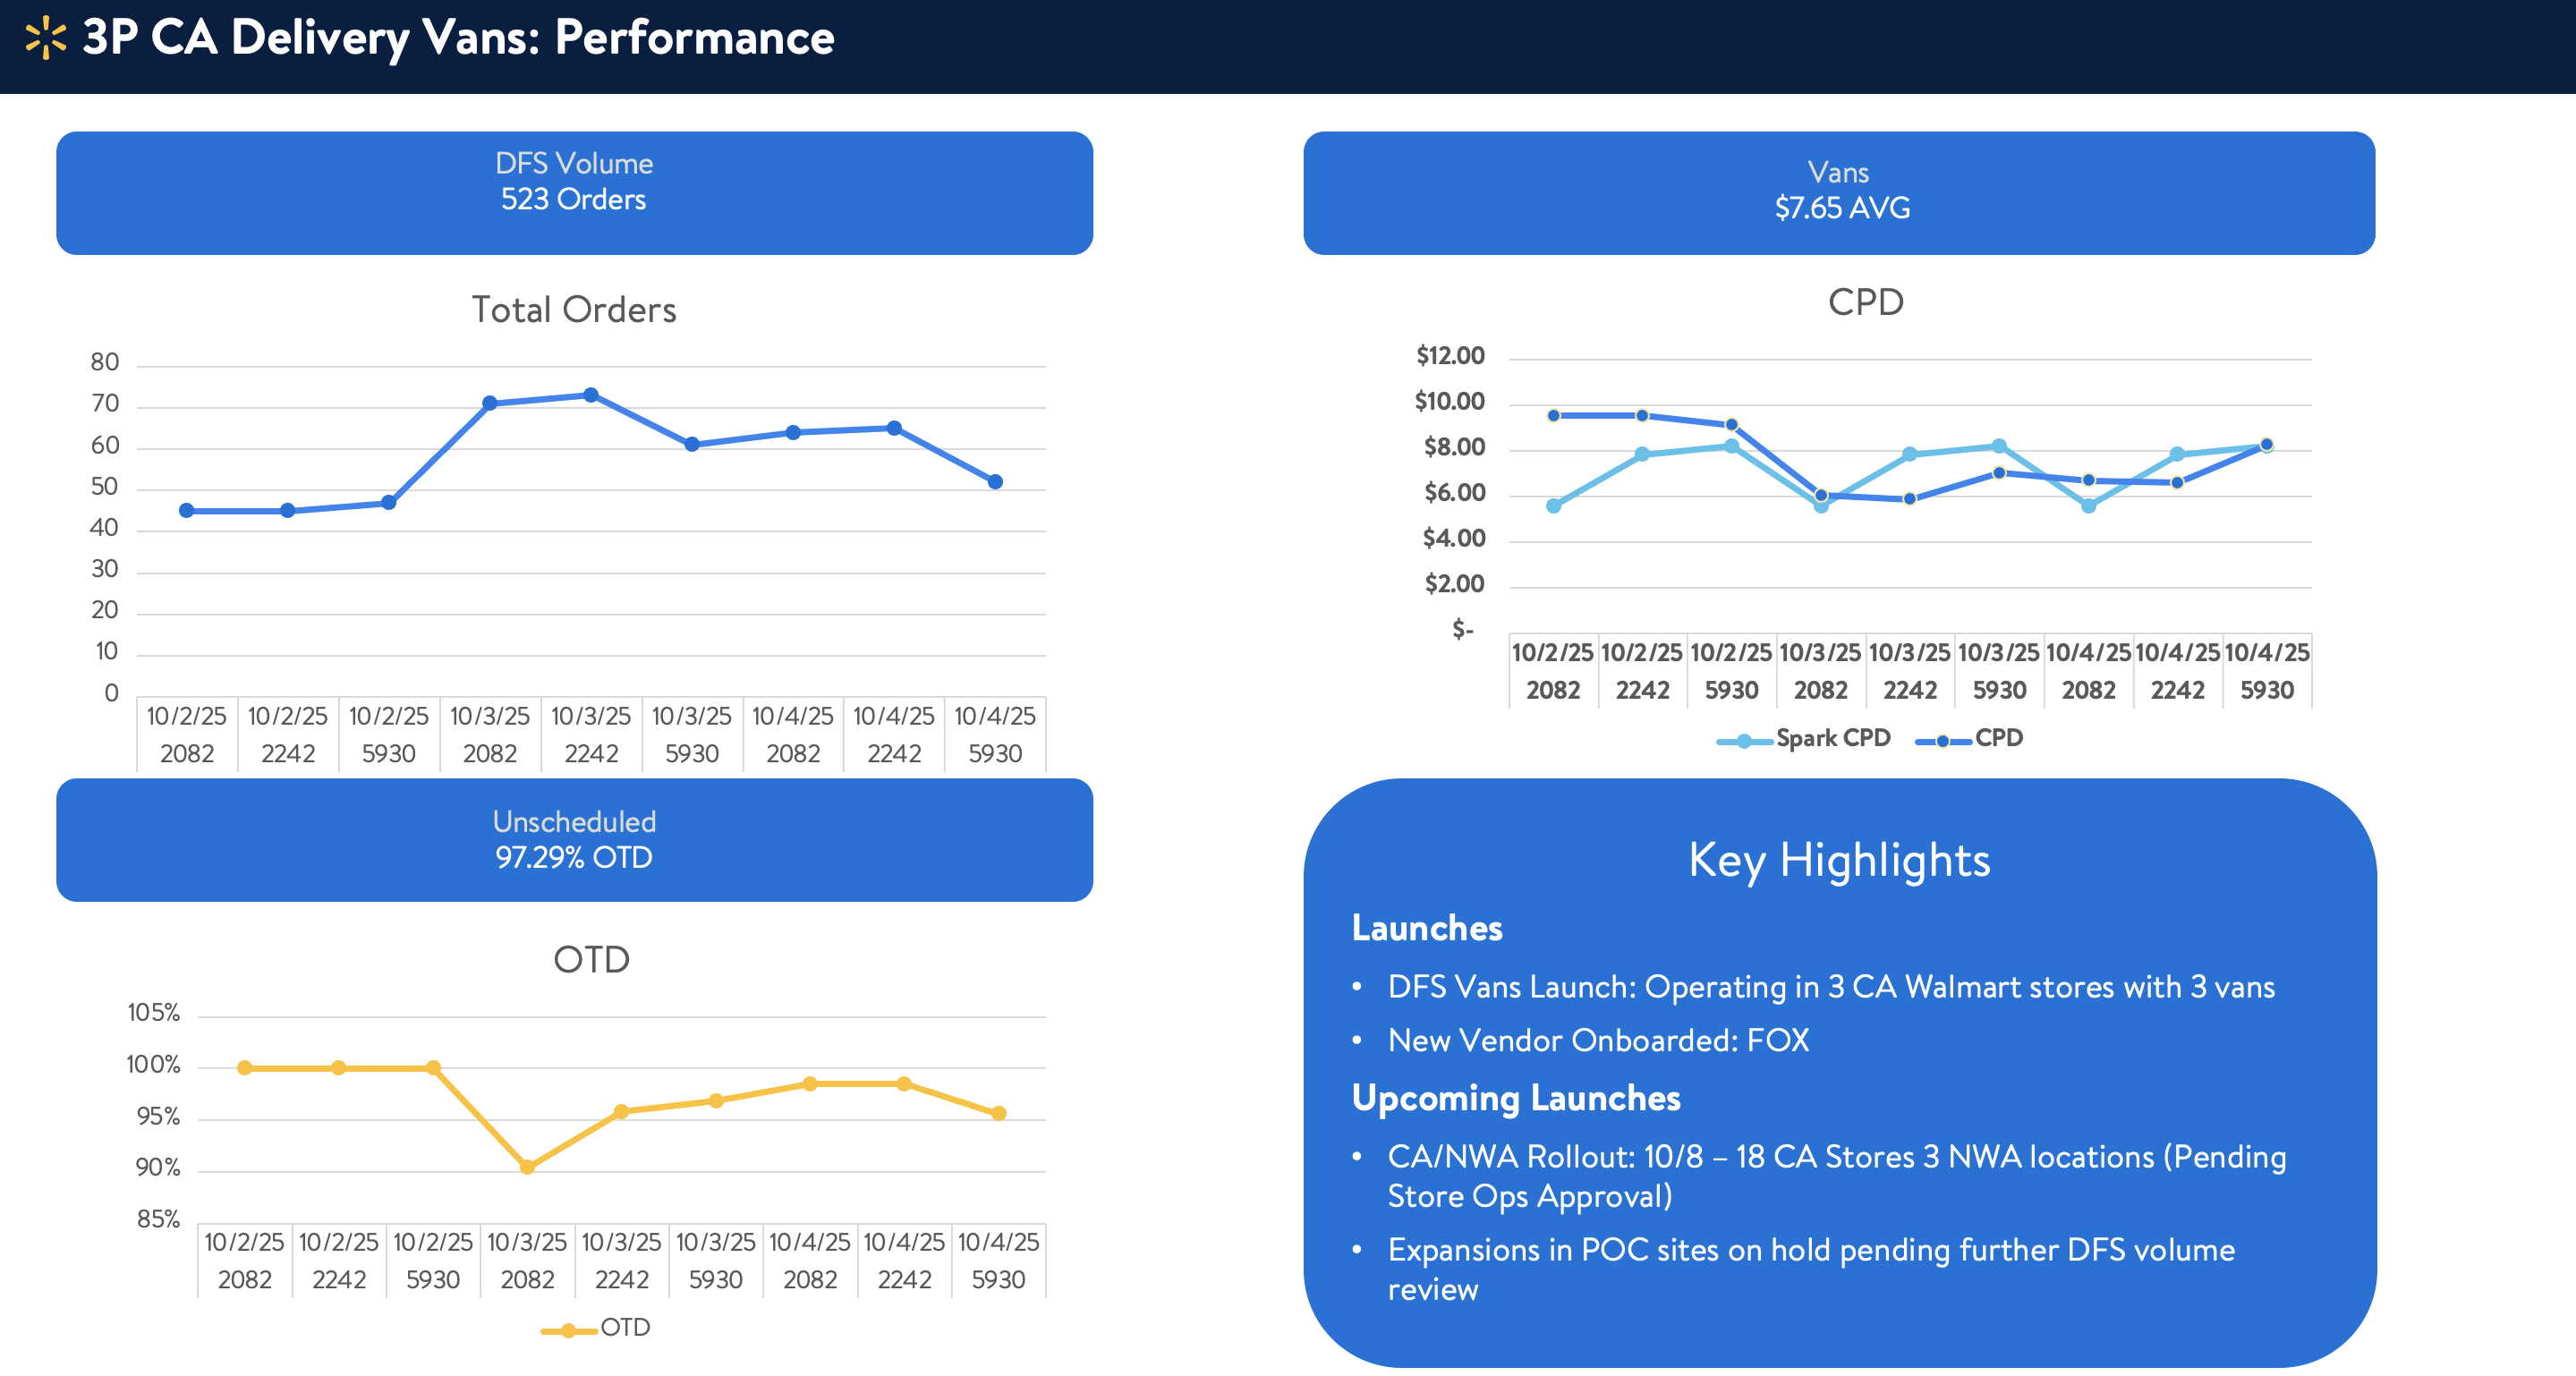 3P CA Delivery Vans: Performance
DFS Volume
523 Orders
Total Orders
80
70
60
50
40
30
20
10
0
10/2/25 10/2/25 10/2/25 10/3/25 10/3/25 10/3/25 10/4/25 10/4/25 10/4/25
2082 2242 5930 2082 2242 5930 2082 2242 5930
Unscheduled
97.29% OTD
OTD
105%
100%
95%
90%
85%
10/2/25 10/2/25 10/2/25 10/3/25 10/3/25 10/3/25 10/4/25 10/4/25 10/4/25
2082 2242 5930 2082 2242 5930 2082 2242 5930
OTD
Vans
$7.65 AVG
CPD
$12.00
$10.00
$8.00
$6.00
$4.00
$2.00
$-
10/2/25 10/2/25 10/2/25 10/3/25 10/3/25 10/3/25 10/4/25 10/4/25 10/4/25
2082 2242 5930 2082 2242 5930 2082 2242 5930
Spark CPD CPD
Key Highlights
Launches
• DFS Vans Launch: Operating in 3 CA Walmart stores with 3 vans
• New Vendor Onboarded: FOX
Upcoming Launches
• CA/NWA Rollout: 10/8 – 18 CA Stores 3 NWA locations (Pending
Store Ops Approval)
• Expansions in POC sites on hold pending further DFS volume
review